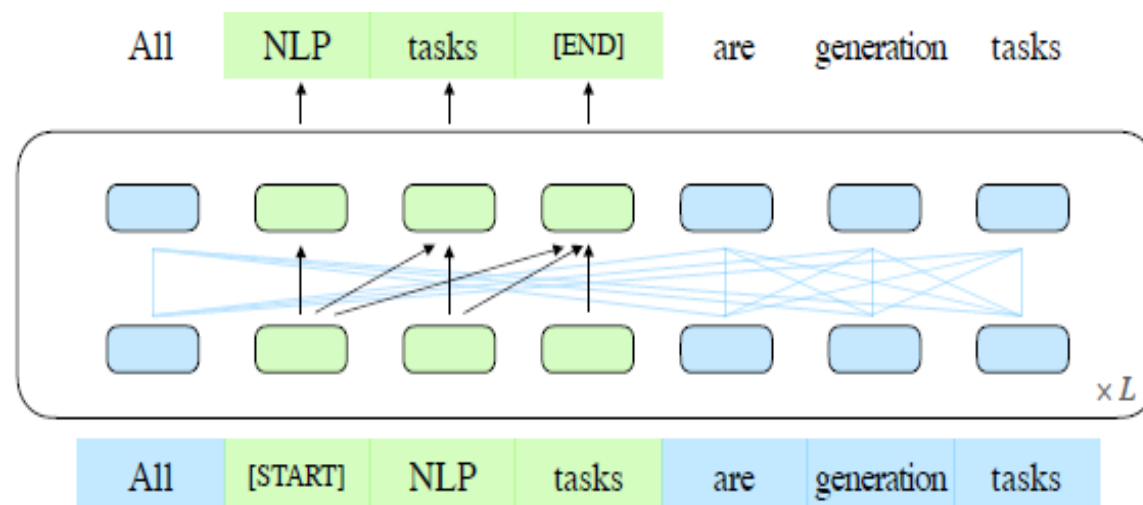 All NLP tasks [END] are generation tasks
× L
All [START] NLP tasks are generation tasks